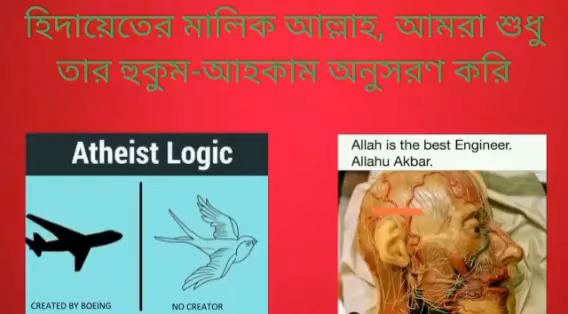 হিদায়েতের মালিক আল্লাহ, আমরা শুধু
তার হুকুম-আহকাম অনুসরণ করি
Atheist Logic
CREATED BY BOEING
NO CREATOR
Allah is the best Engineer.
Allahu Akbar.